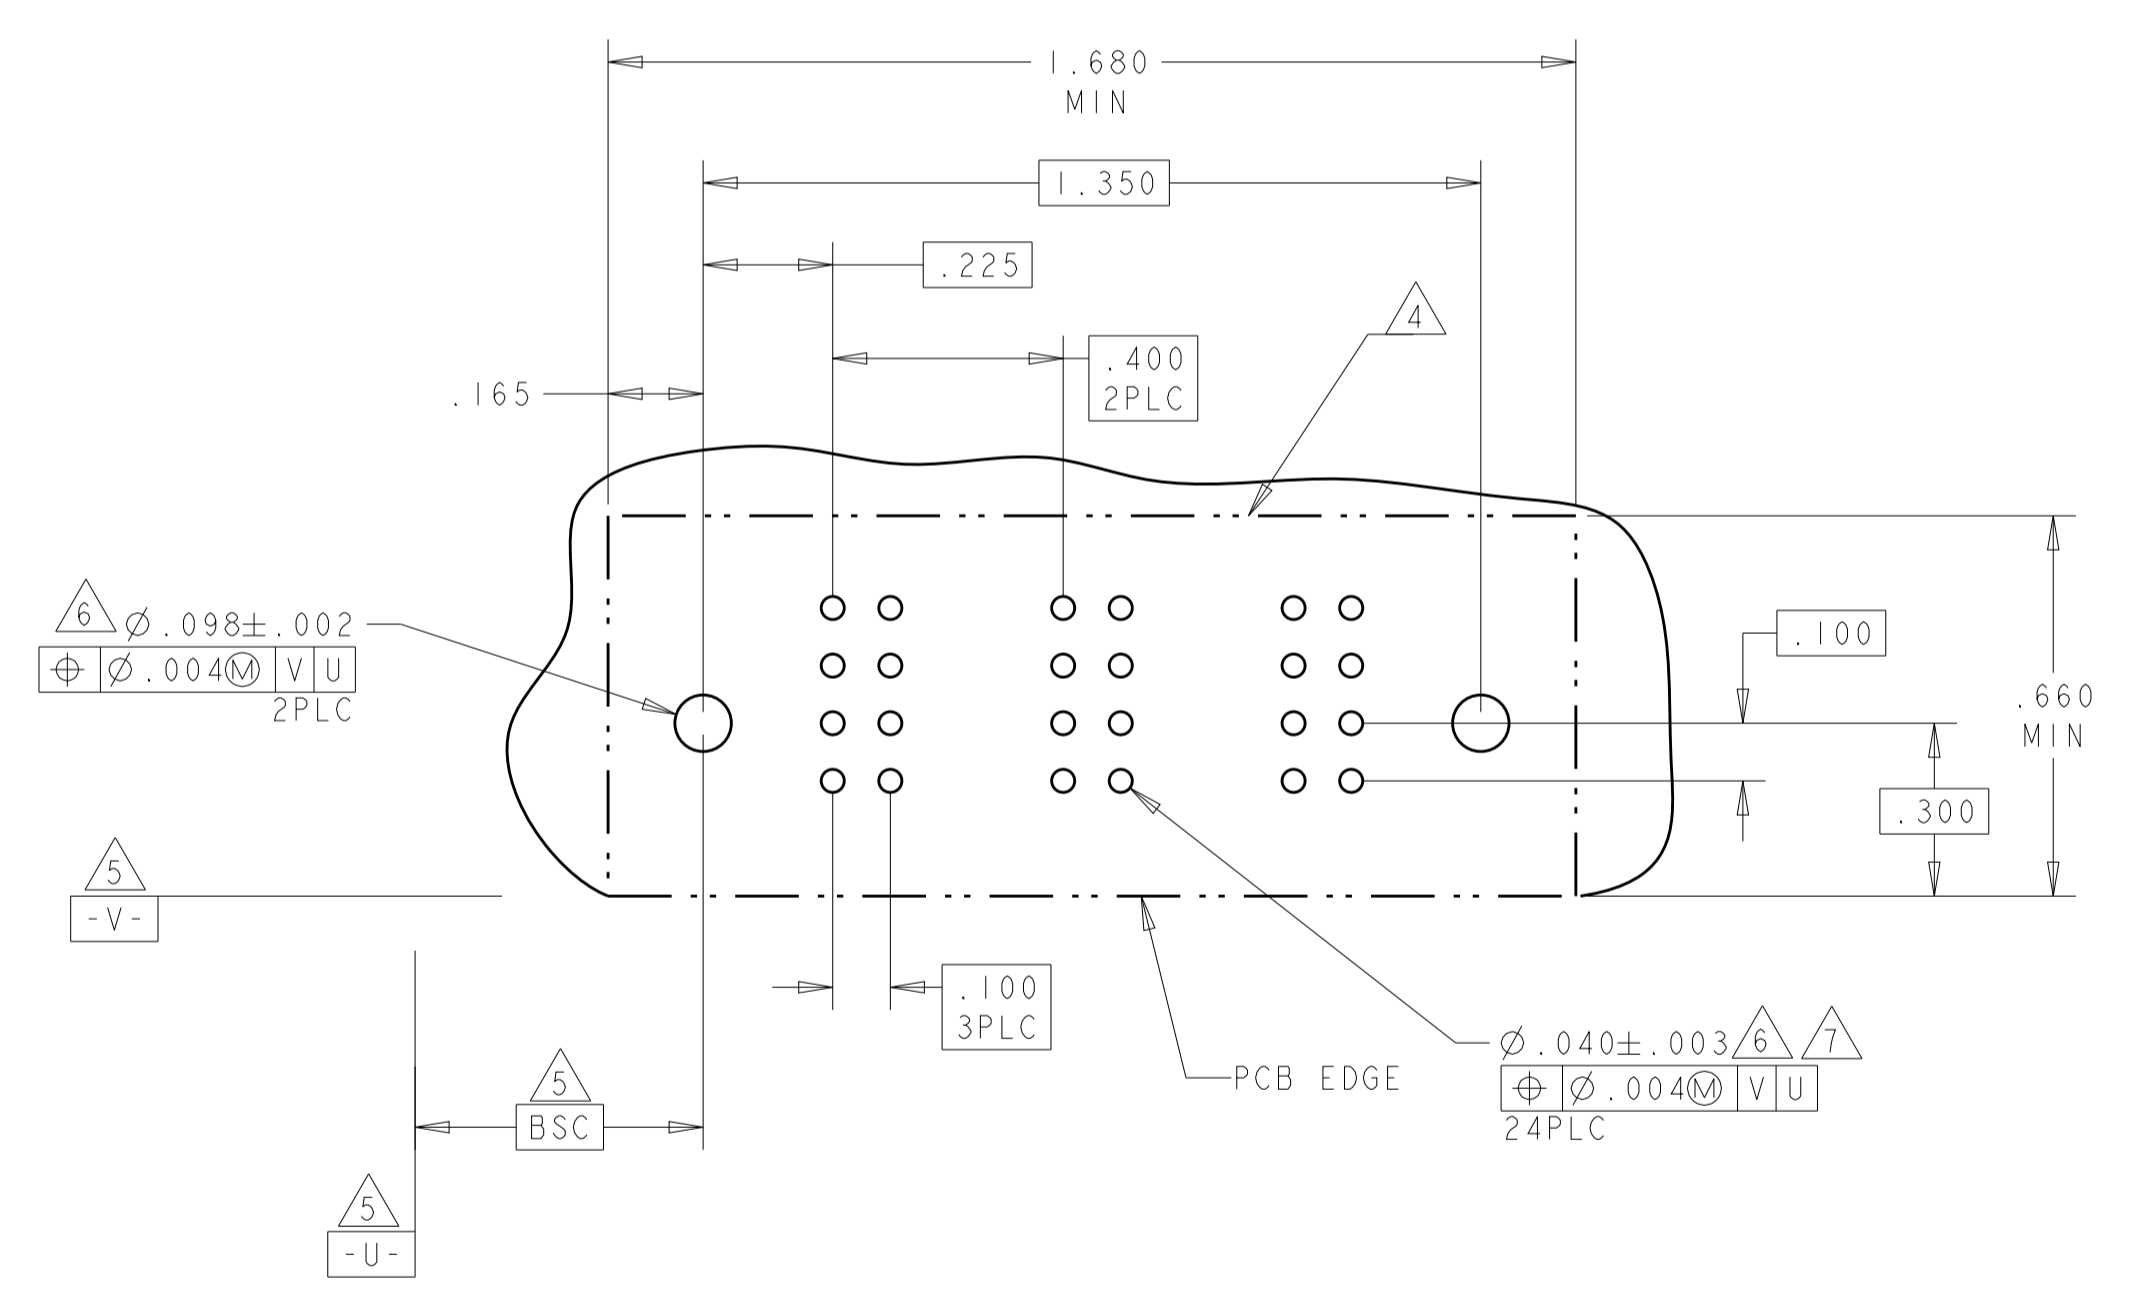 1.680
MIN
1.350
.225
4
.400
2PLC
.165
6 Ø.098±.002
⌖ Ø.004Ⓜ V U
2PLC
.100
.660
MIN
.300
5
-V-
.100
3PLC
Ø.040±.003 6 7
⌖ Ø.004Ⓜ V U
24PLC
PCB EDGE
5
BSC
5
-U-